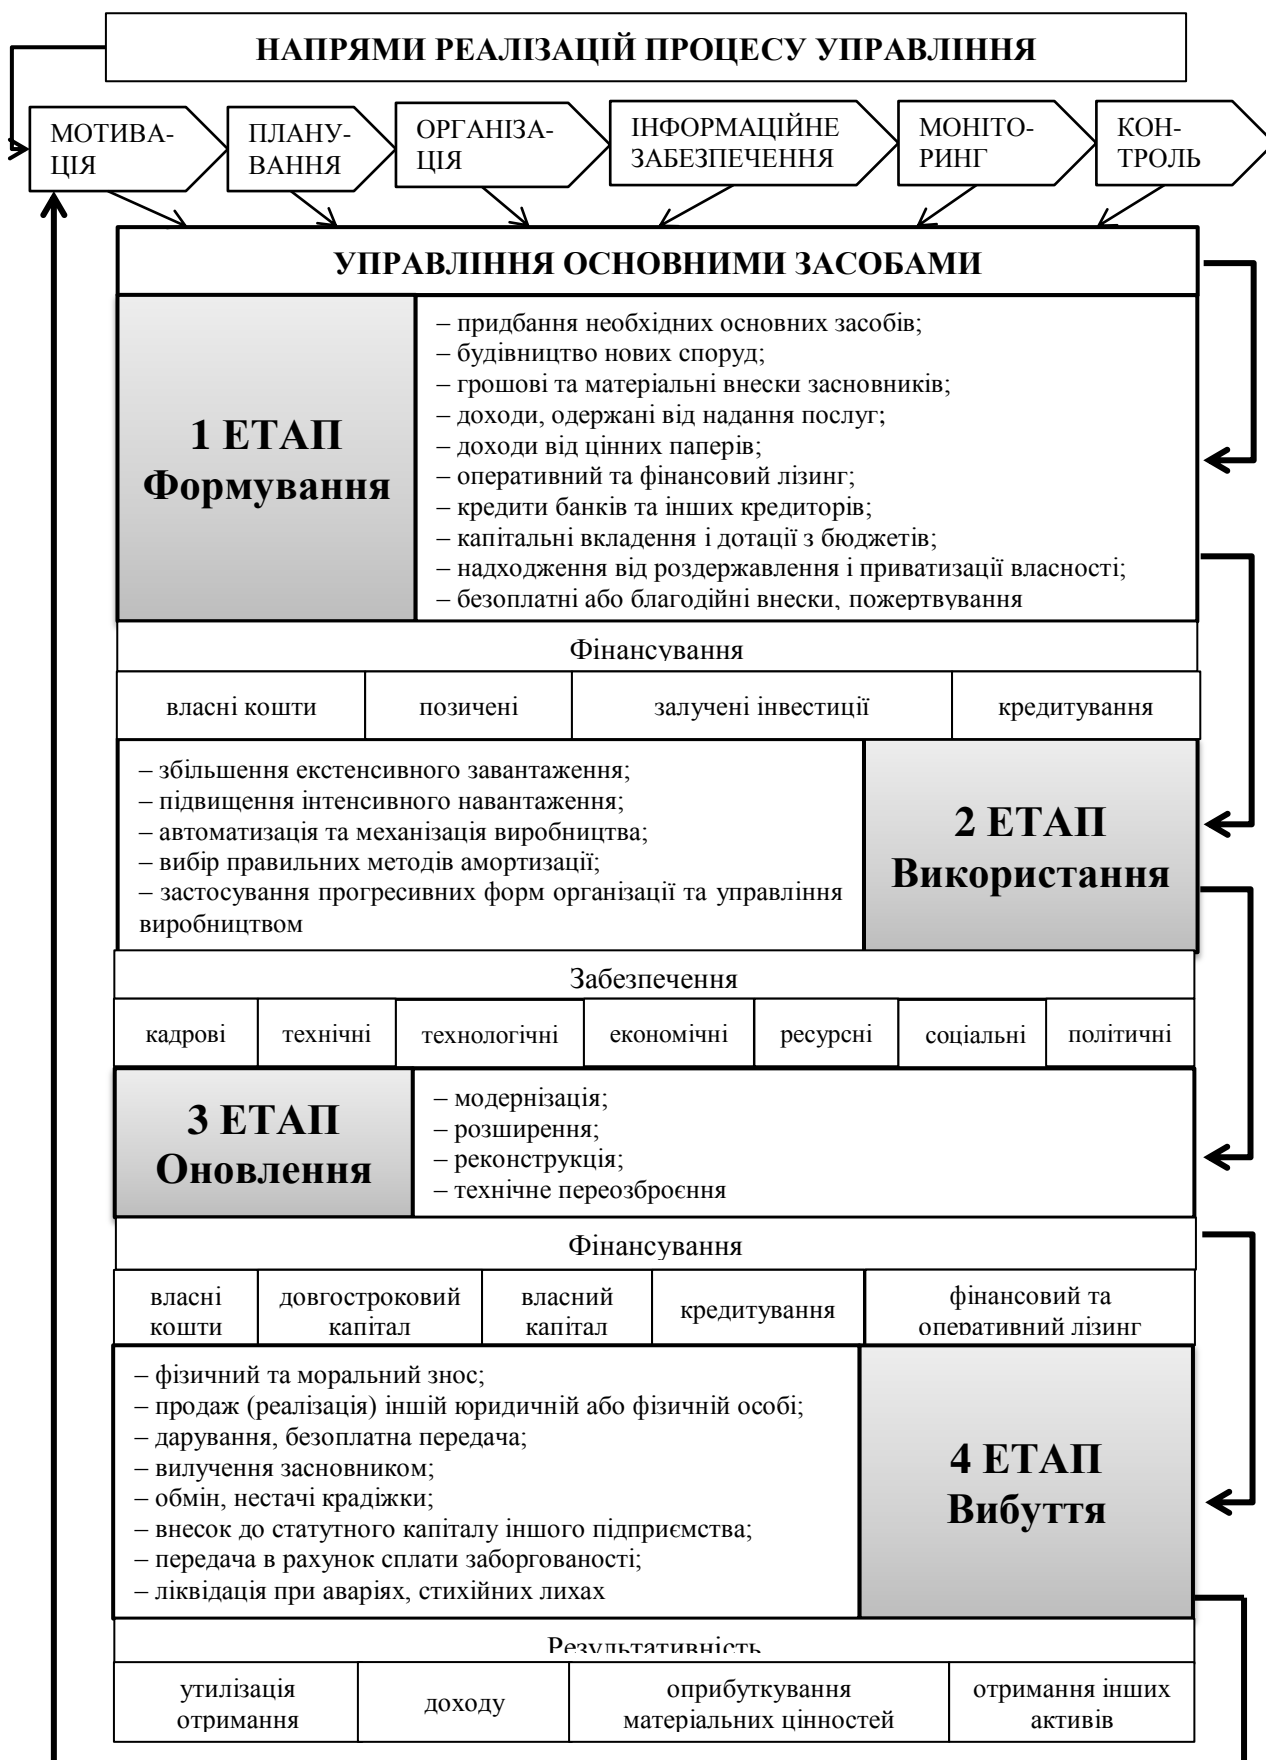 НАПРЯМИ РЕАЛІЗАЦІЙ ПРОЦЕСУ УПРАВЛІННЯ
МОТИВА-
ЦІЯ
ПЛАНУ-
ВАННЯ
ОРГАНІЗА-
ЦІЯ
ІНФОРМАЦІЙНЕ
ЗАБЕЗПЕЧЕННЯ
МОНІТО-
РИНГ
КОН-
ТРОЛЬ
УПРАВЛІННЯ ОСНОВНИМИ ЗАСОБАМИ
1 ЕТАП
Формування
– придбання необхідних основних засобів;
– будівництво нових споруд;
– грошові та матеріальні внески засновників;
– доходи, одержані від надання послуг;
– доходи від цінних паперів;
– оперативний та фінансовий лізинг;
– кредити банків та інших кредиторів;
– капітальні вкладення і дотації з бюджетів;
– надходження від роздержавлення і приватизації власності;
– безоплатні або благодійні внески, пожертвування
Фінансування
власні кошти
позичені
залучені інвестиції
кредитування
– збільшення екстенсивного завантаження;
– підвищення інтенсивного навантаження;
– автоматизація та механізація виробництва;
– вибір правильних методів амортизації;
– застосування прогресивних форм організації та управління
виробництвом
2 ЕТАП
Використання
Забезпечення
кадрові
технічні
технологічні
економічні
ресурсні
соціальні
політичні
3 ЕТАП
Оновлення
– модернізація;
– розширення;
– реконструкція;
– технічне переозброєння
Фінансування
власні
кошти
довгостроковий
капітал
власний
капітал
кредитування
фінансовий та
оперативний лізинг
– фізичний та моральний знос;
– продаж (реалізація) іншій юридичній або фізичній особі;
– дарування, безоплатна передача;
– вилучення засновником;
– обмін, нестачі крадіжки;
– внесок до статутного капіталу іншого підприємства;
– передача в рахунок сплати заборгованості;
– ліквідація при аваріях, стихійних лихах
4 ЕТАП
Вибуття
Результативність
утилізація
отримання
доходу
оприбуткування
матеріальних цінностей
отримання інших
активів